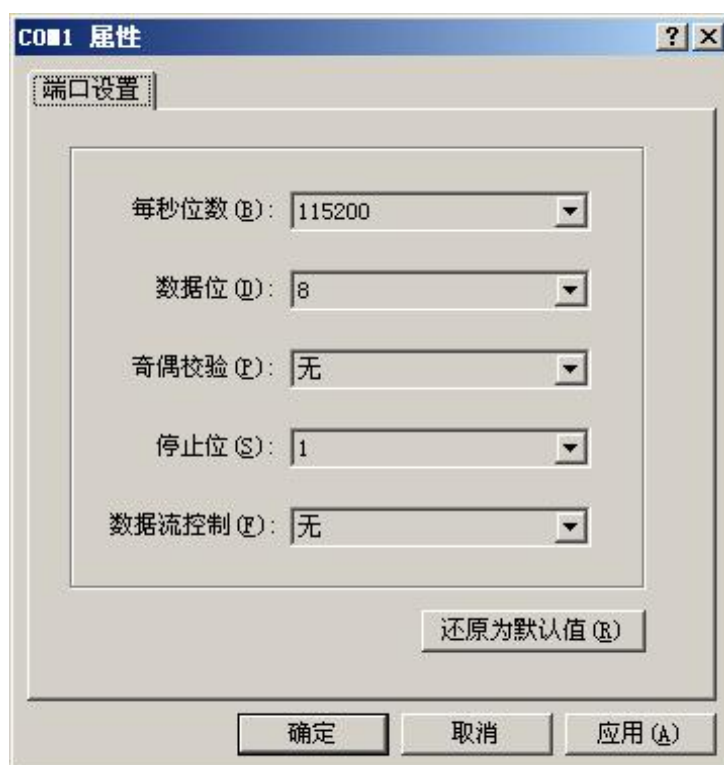 COM1 属性
端口设置
每秒位数(B): 115200
数据位(D): 8
奇偶校验(P): 无
停止位(S): 1
数据流控制(F): 无
还原为默认值(R)
确定 取消 应用(A)